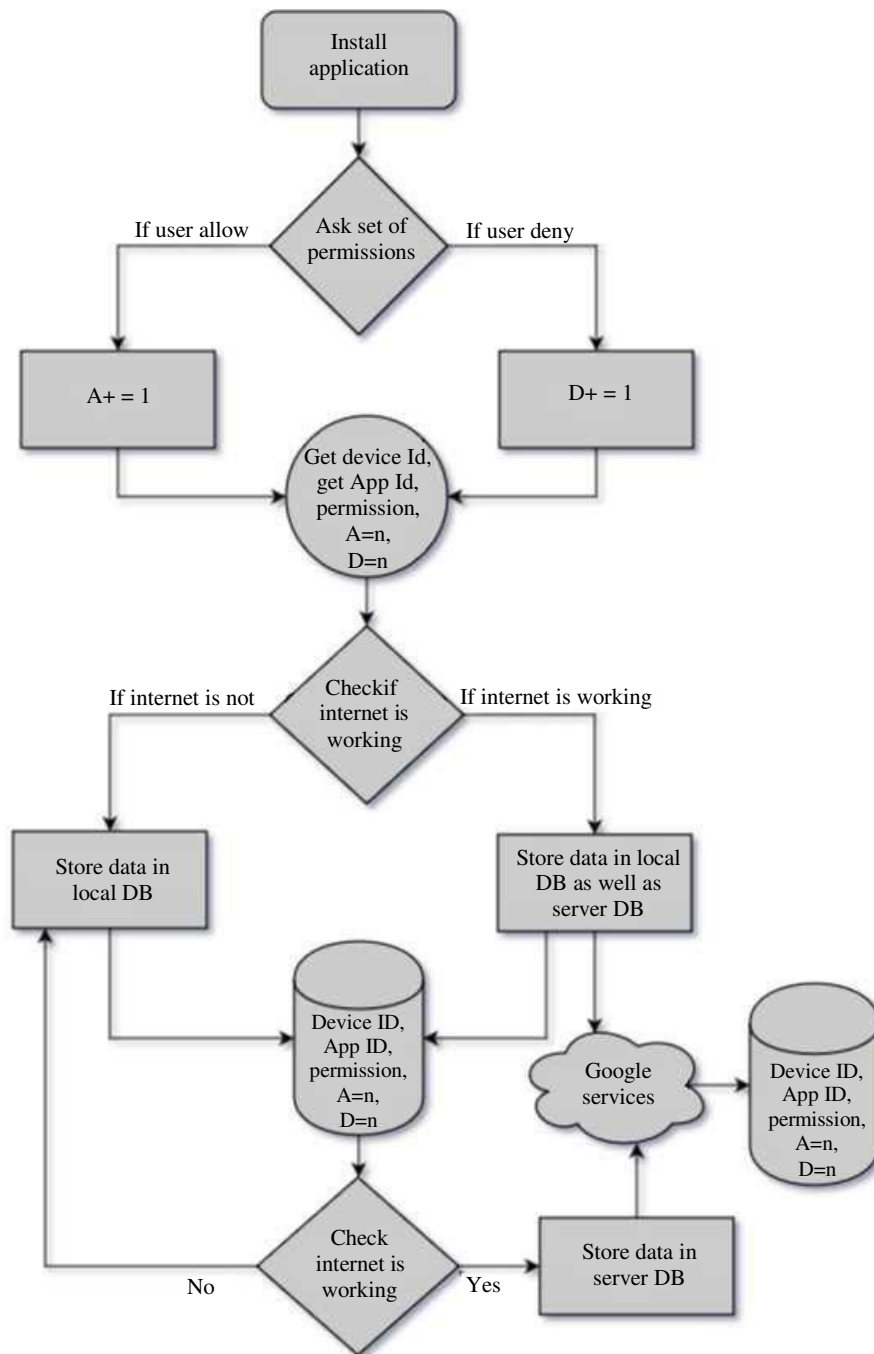 Install
application
If user allow
Ask set of
permissions
If user deny
A+ = 1
D+ = 1
Get device Id,
get App Id,
permission,
A=n,
D=n
If internet is not
Checkif
internet is
working
If internet is working
Store data in
local DB
Store data in local
DB as well as
server DB
Device ID,
App ID,
permission,
A=n,
D=n
Google
services
Device ID,
App ID,
permission,
A=n,
D=n
No
Check
internet is
working
Yes
Store data in
server DB